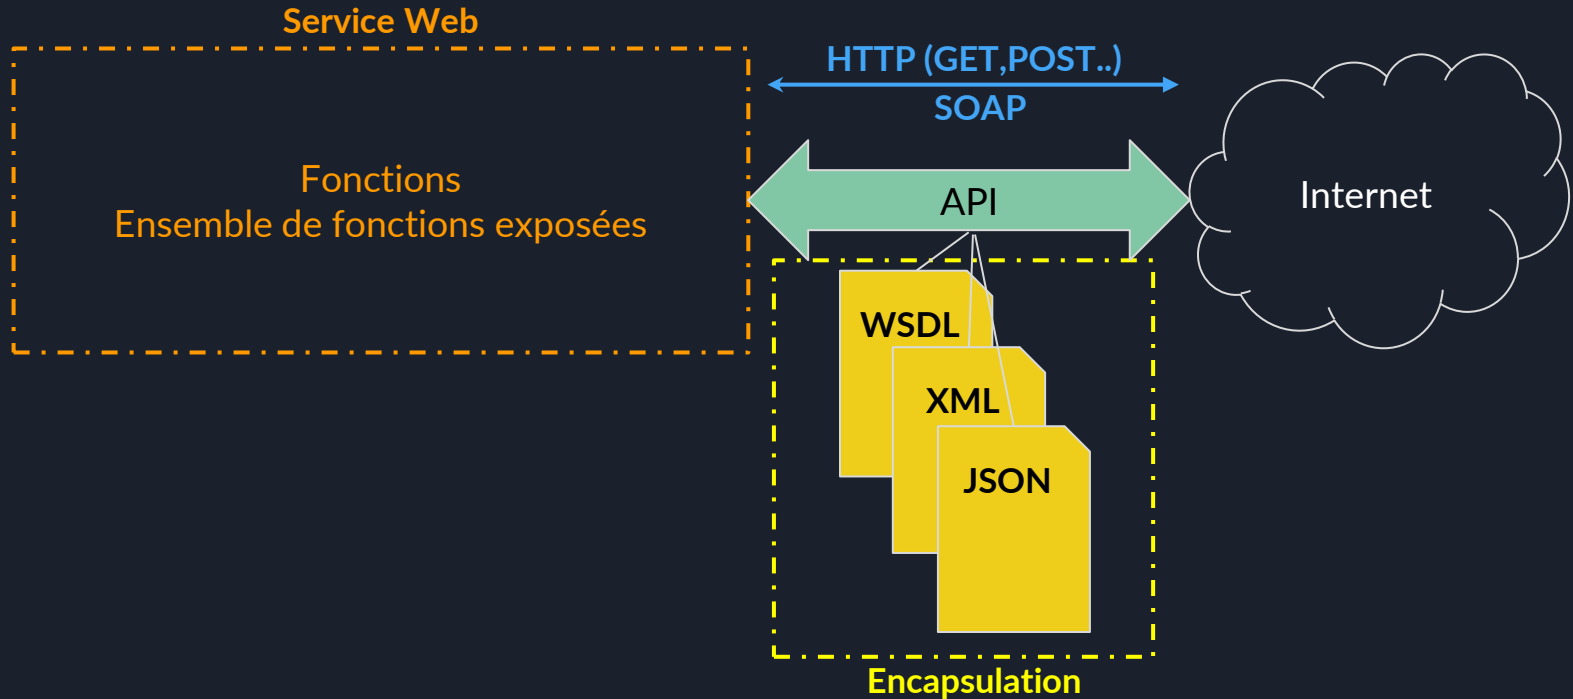 Service Web
HTTP (GET,POST..)
SOAP
Fonctions
Ensemble de fonctions exposées
API
Internet
WSDL
XML
JSON
Encapsulation